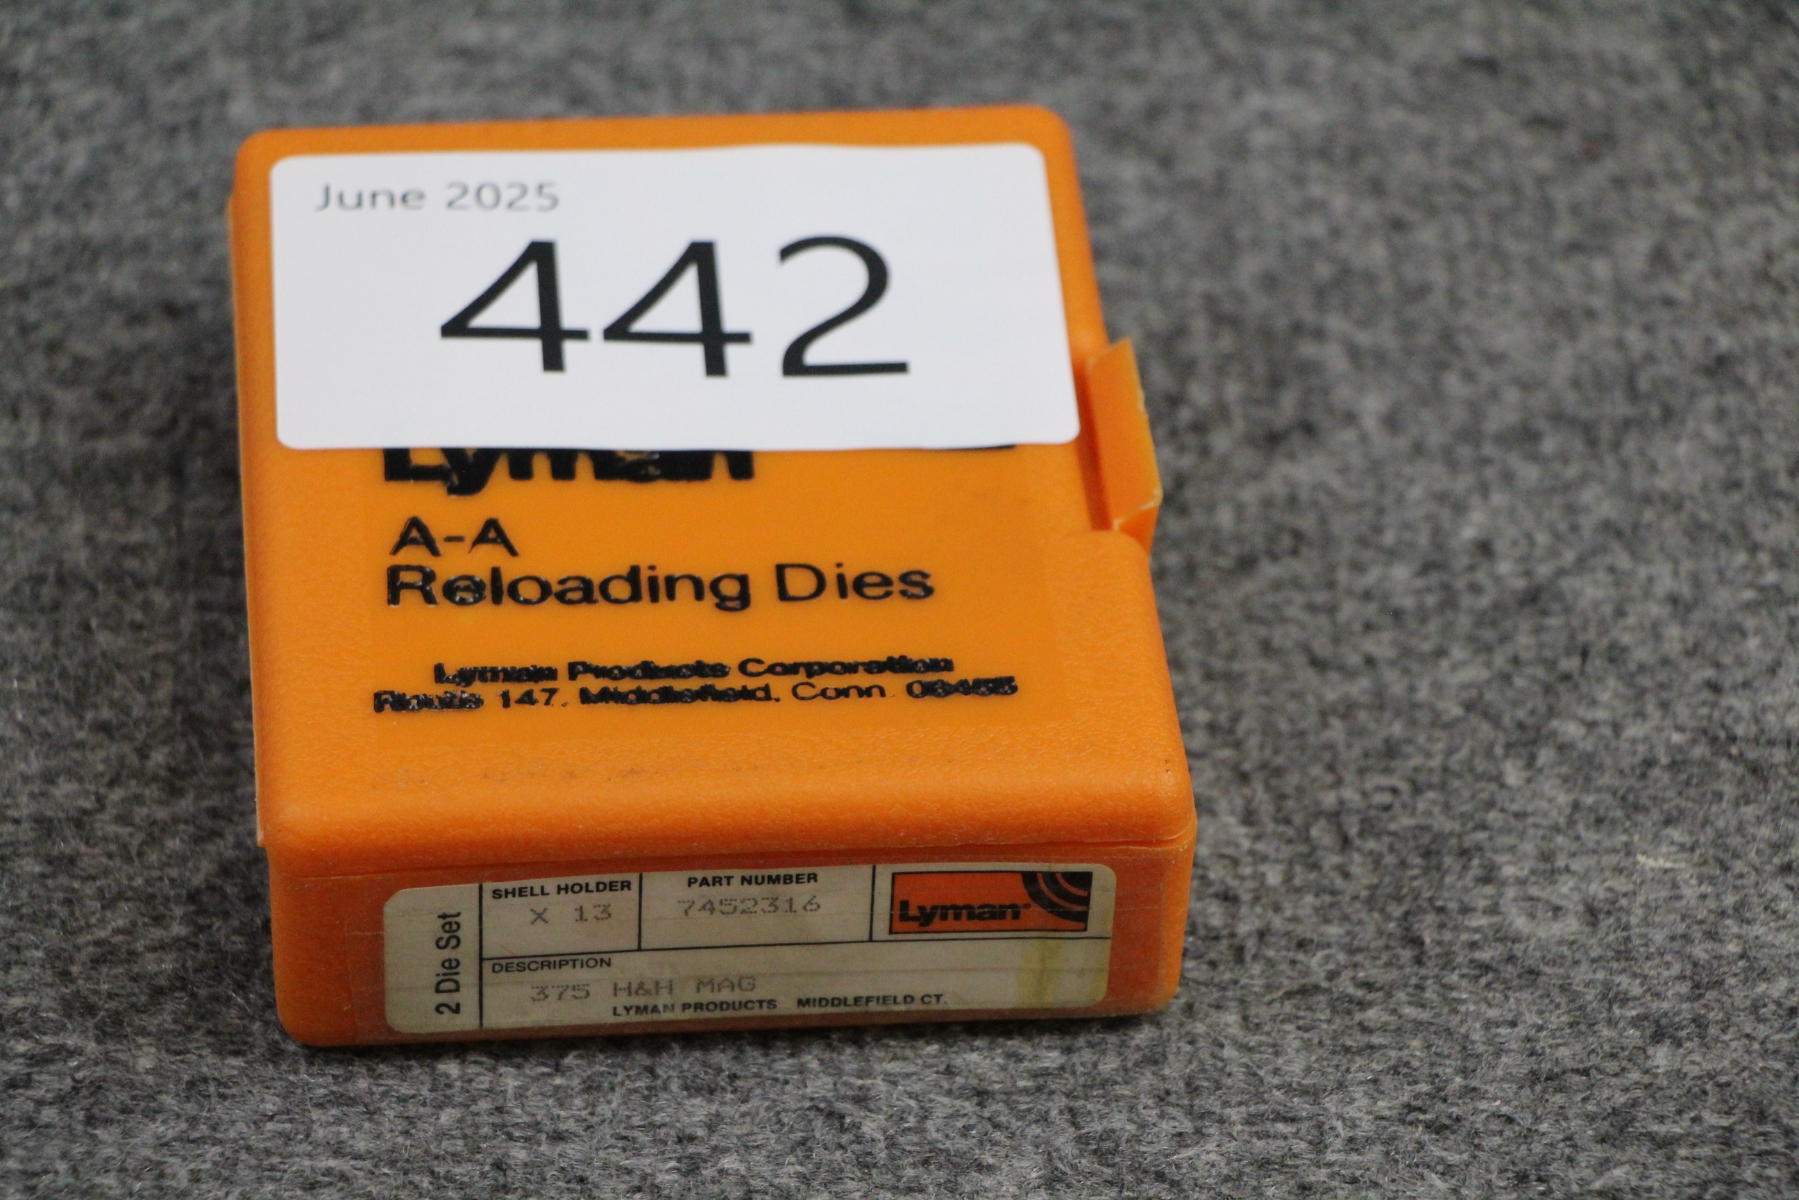 June 2025
442
Lyman
A-A
Reloading Dies
Lyman Products Corporation
Route 147, Middlefield, Conn. 06455
2 Die Set
SHELL HOLDER
X 13
PART NUMBER
7452316
Lyman®
DESCRIPTION
375 H&H MAG
LYMAN PRODUCTS MIDDLEFIELD CT.